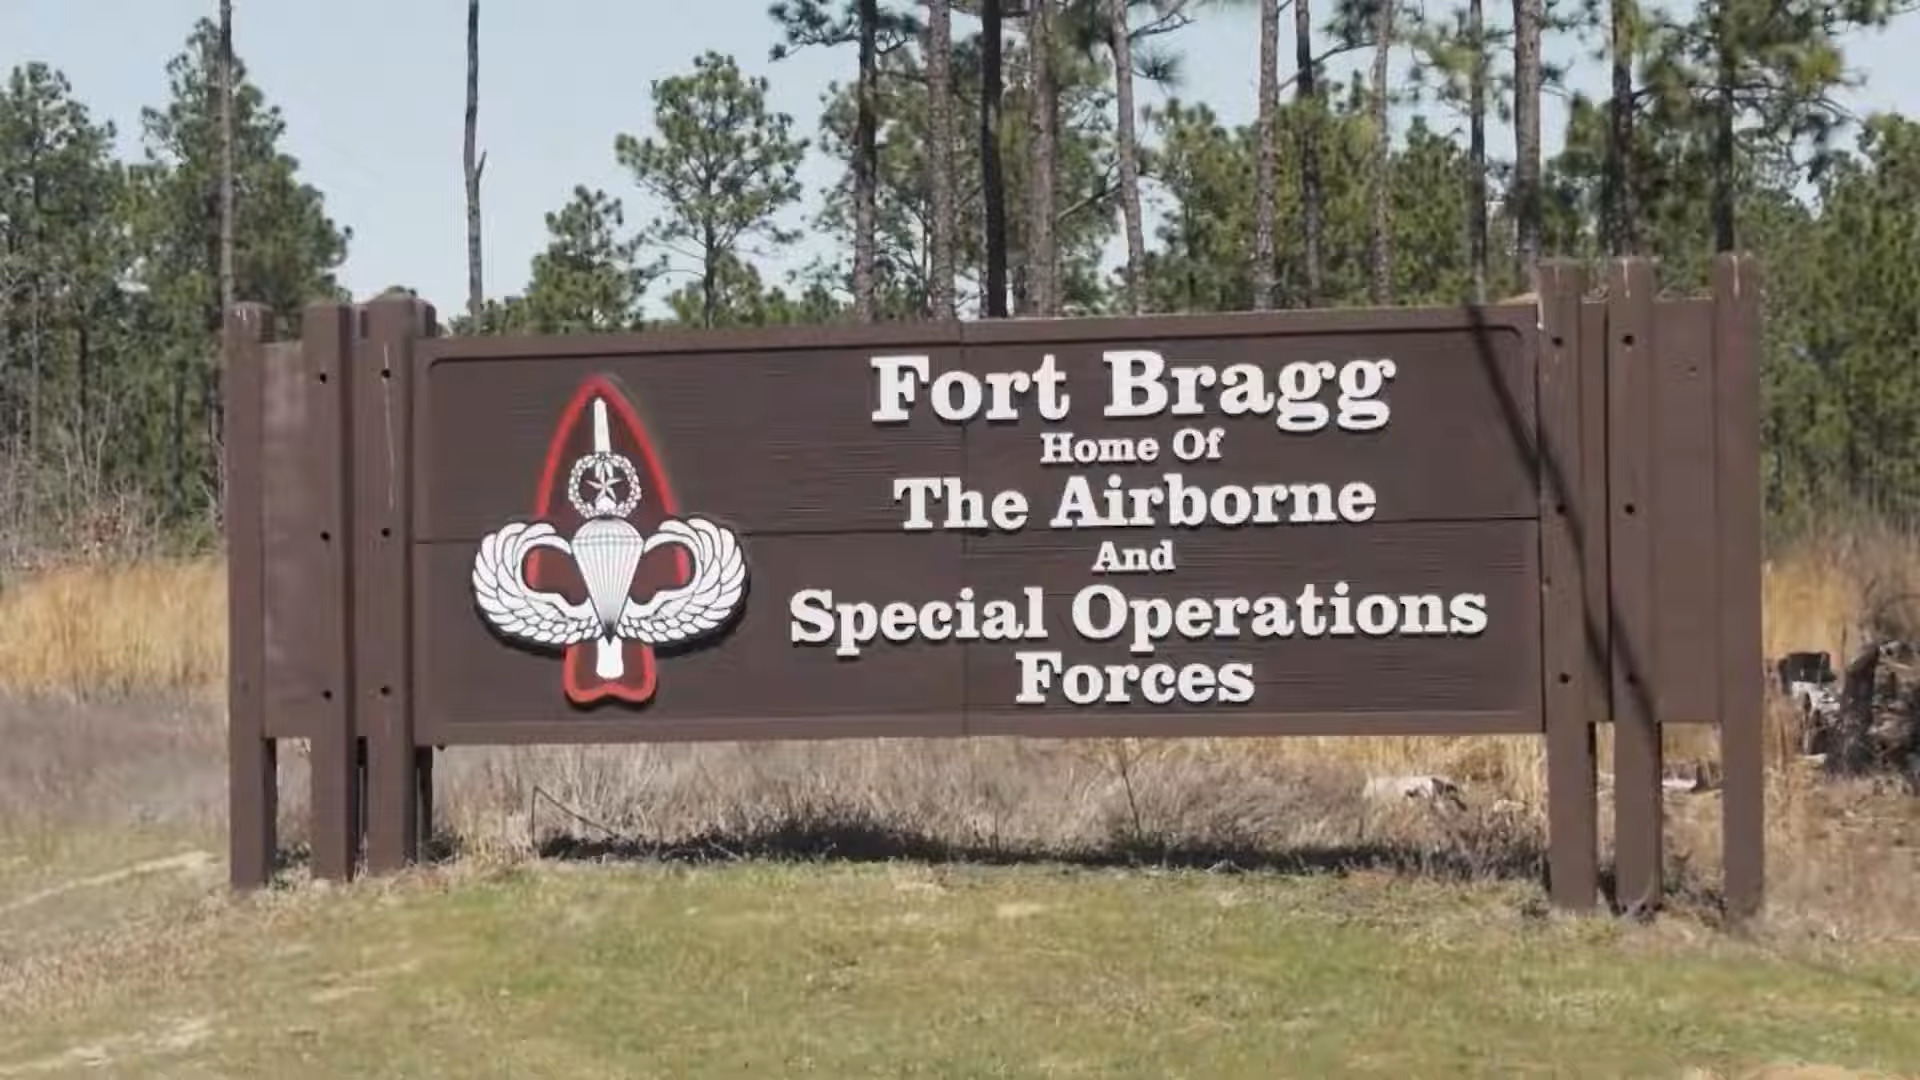 Fort Bragg
Home Of
The Airborne
And
Special Operations
Forces